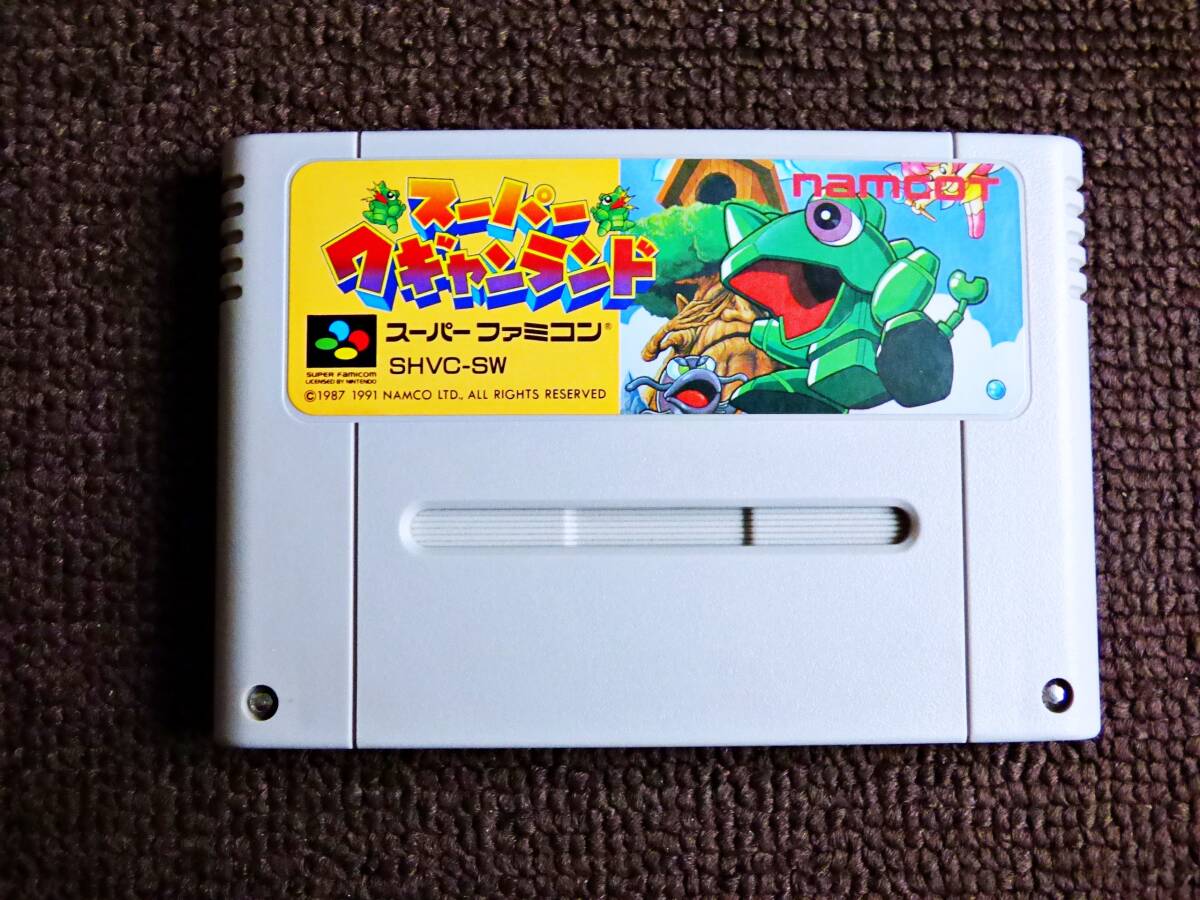 スーパー
ワギャンランド
namcoT
スーパーファミコン®
SUPER FAMICOM
LICENSED BY NINTENDO
SHVC-SW
©1987 1991 NAMCO LTD., ALL RIGHTS RESERVED